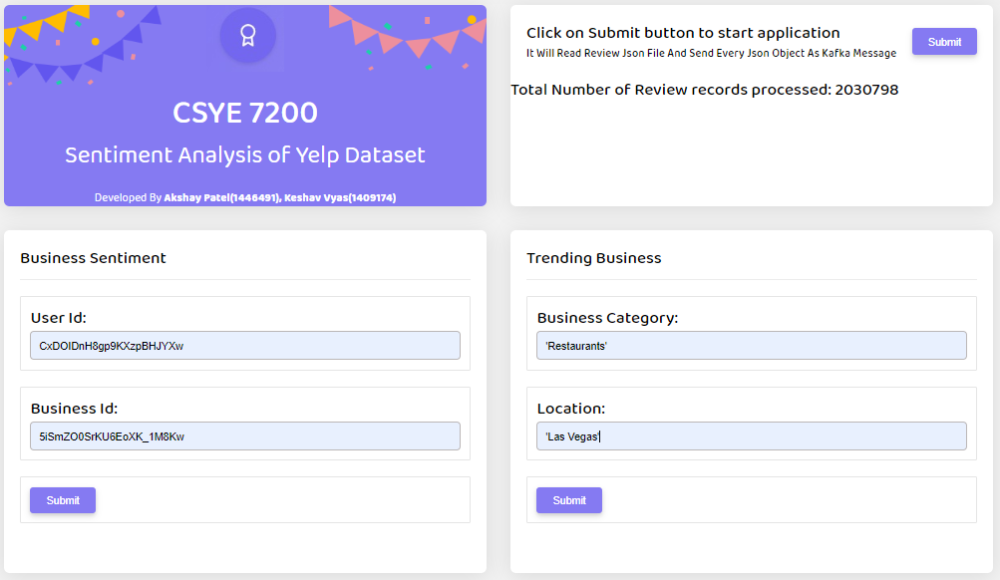 CSYE 7200
Sentiment Analysis of Yelp Dataset
Developed By Akshay Patel(1446491), Keshav Vyas(1409174)
Click on Submit button to start application
It Will Read Review Json File And Send Every Json Object As Kafka Message
Submit
Total Number of Review records processed: 2030798
Business Sentiment
User Id:
CxDOIDnH8gp9KXzpBHJYXw
Business Id:
5iSmZO0SrKU6EoXK_1M8Kw
Submit
Trending Business
Business Category:
'Restaurants'
Location:
'Las Vegas'
Submit